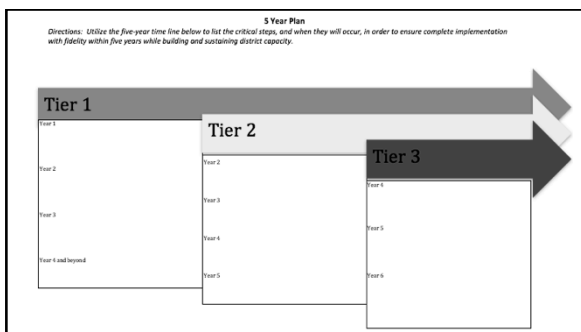 5 Year Plan
Directions: Utilize the five-year time line below to list the critical steps, and when they will occur, in order to ensure complete implementation
with fidelity within five years while building and sustaining district capacity.
Tier 1
Year 1
Year 2
Year 3
Year 4 and beyond
Tier 2
Year 2
Year 3
Year 4
Year 5
Tier 3
Year 4
Year 5
Year 6